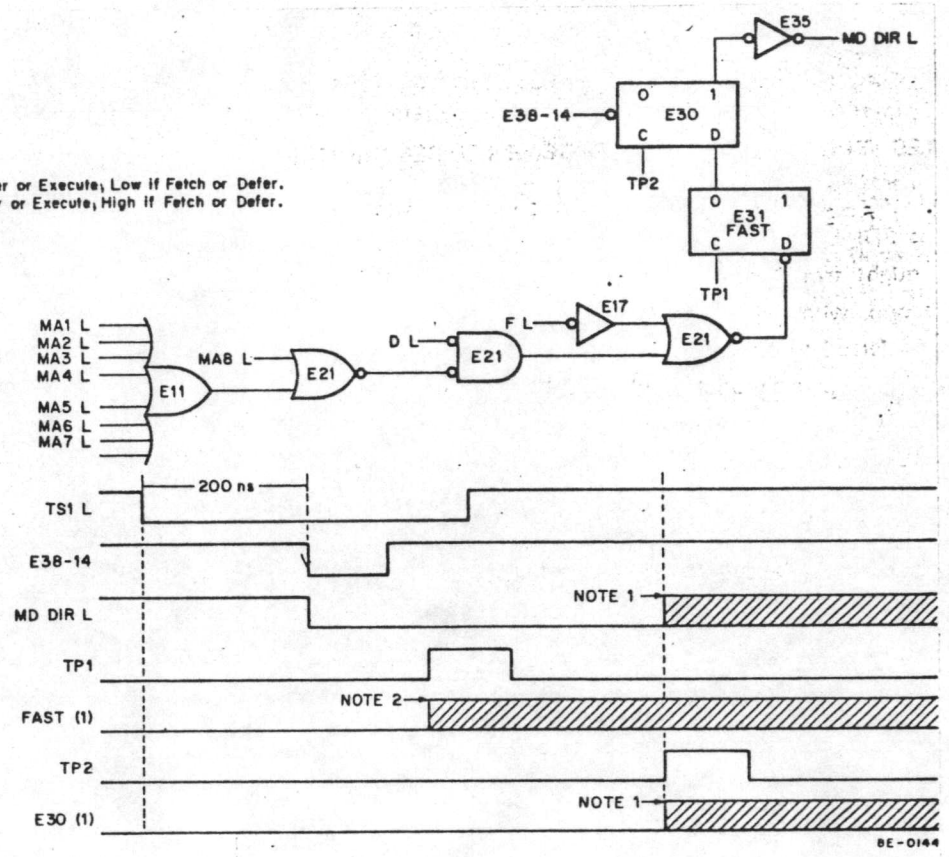 E35
MD DIR L
O 1
E30
C D
E38-14
TP2
er or Execute; Low if Fetch or Defer.
or Execute; High if Fetch or Defer.
O 1
E31
FAST
C D
TP1
E17
F L
E21
D L
E21
MA8 L
E21
MA1 L
MA2 L
MA3 L
MA4 L
E11
MA5 L
MA6 L
MA7 L
200 ns
TS1 L
E38-14
NOTE 1
MD DIR L
TP1
NOTE 2
FAST (1)
TP2
NOTE 1
E30 (1)
8E-0144